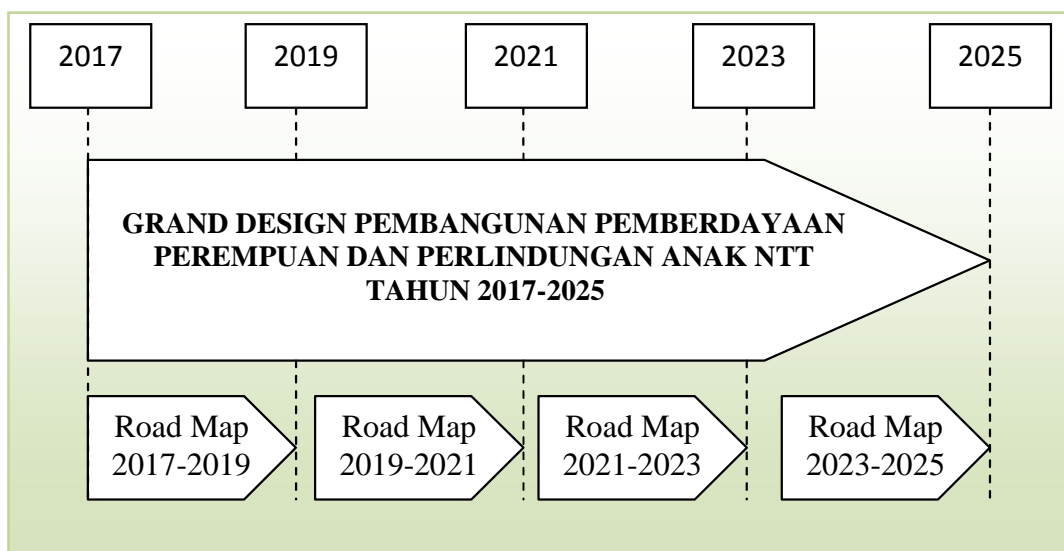 2017
2019
2021
2023
2025
GRAND DESIGN PEMBANGUNAN PEMBERDAYAAN
PEREMPUAN DAN PERLINDUNGAN ANAK NTT
TAHUN 2017-2025
Road Map
2017-2019
Road Map
2019-2021
Road Map
2021-2023
Road Map
2023-2025